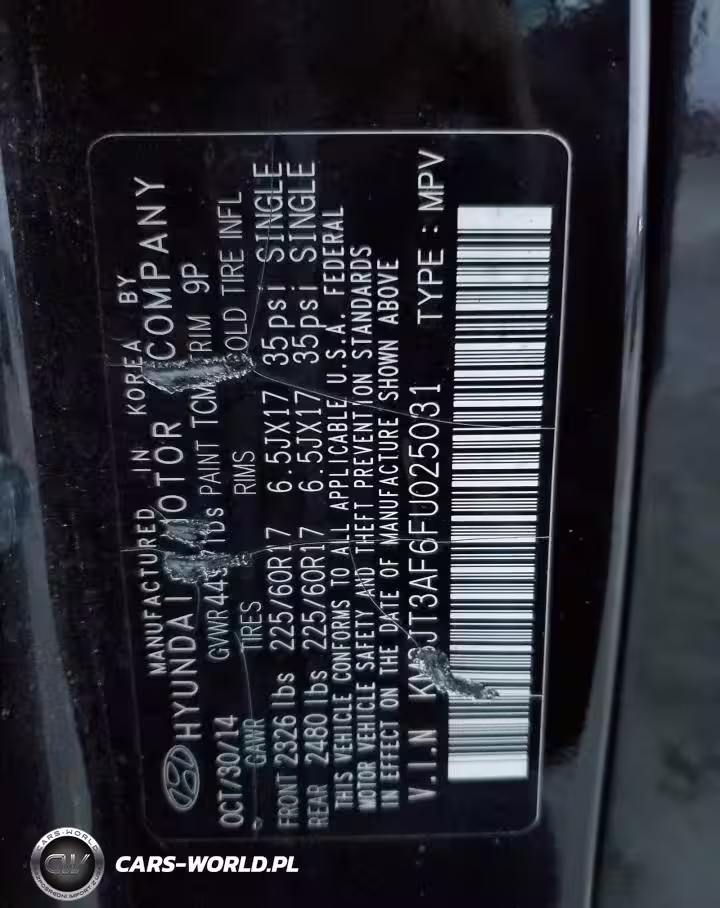 MANUFACTURED IN KOREA BY
HYUNDAI MOTOR COMPANY
OCT/30/14 GVWR lbs PAINT TCM TRIM 9P
GAWR TIRES RIMS COLD TIRE INFL
FRONT 2326 lbs 225/60R17 6.5JX17 35psi SINGLE
REAR 2480 lbs 225/60R17 6.5JX17 35psi SINGLE
THIS VEHICLE CONFORMS TO ALL APPLICABLE U.S.A. FEDERAL
MOTOR VEHICLE SAFETY AND THEFT PREVENTION STANDARDS
IN EFFECT ON THE DATE OF MANUFACTURE SHOWN ABOVE
V.I.N TYPE : MPV
CARS-WORLD
CW
CARS-WORLD.PL